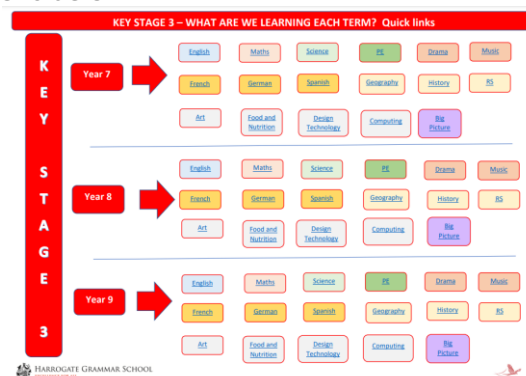 KEY STAGE 3 – WHAT ARE WE LEARNING EACH TERM? Quick links
KEY STAGE 3
Year 7
English Maths Science PE Drama Music
French German Spanish Geography History RS
Art Food and Nutrition Design Technology Computing Big Picture
Year 8
English Maths Science PE Drama Music
French German Spanish Geography History RS
Art Food and Nutrition Design Technology Computing Big Picture
Year 9
English Maths Science PE Drama Music
French German Spanish Geography History RS
Art Food and Nutrition Design Technology Computing Big Picture
HARROGATE GRAMMAR SCHOOL